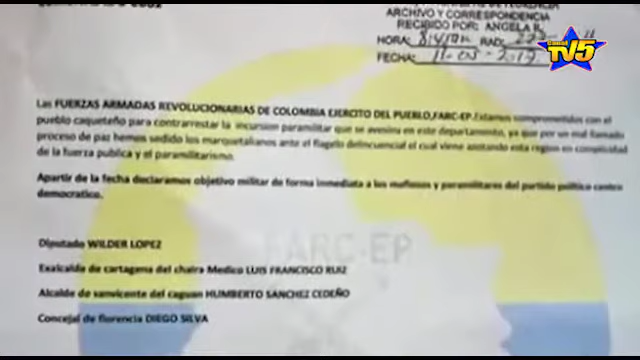 ARCHIVO Y CORRESPONDENCIA
RECIBIDO POR: ANGELA R.
HORA: RAD:
FECHA: 11-05-2017
Canal
TV5
Las FUERZAS ARMADAS REVOLUCIONARIAS DE COLOMBIA EJERCITO DEL PUEBLO,FARC-EP.Estamos comprometidos con el
pueblo caqueteño para contrarrestar la incursion paramilitar que se avecina en este departamento, ya que por un mal llamado
proceso de paz hemos sedido los marquetalianos ante el flagelo delincuencial el cual viene azotando esta region en complicidad
de la fuerza publica y el paramilitarismo.
Apartir de la fecha declaramos objetivo militar de forma inmediata a los mafiosos y paramilitares del partido politico centro
democratico.
FARC-EP
Diputado WILDER LOPEZ
Exalcalde de cartagena del chaira Medico LUIS FRANCISCO RUIZ
Alcalde de sanvicente del caguan HUMBERTO SANCHEZ CEDEÑO
Concejal de florencia DIEGO SILVA